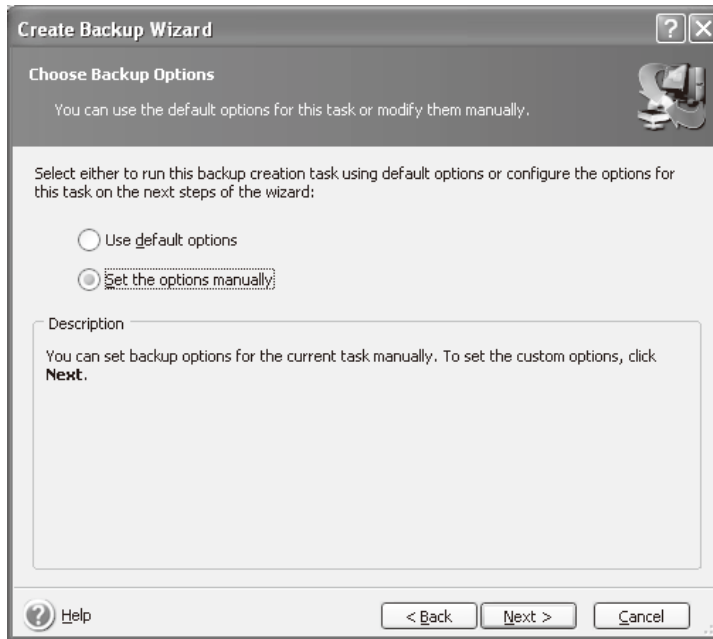 Create Backup Wizard
? X
Choose Backup Options
You can use the default options for this task or modify them manually.
Select either to run this backup creation task using default options or configure the options for
this task on the next steps of the wizard:
Use default options
Set the options manually
Description
You can set backup options for the current task manually. To set the custom options, click
Next.
? Help
< Back
Next >
Cancel